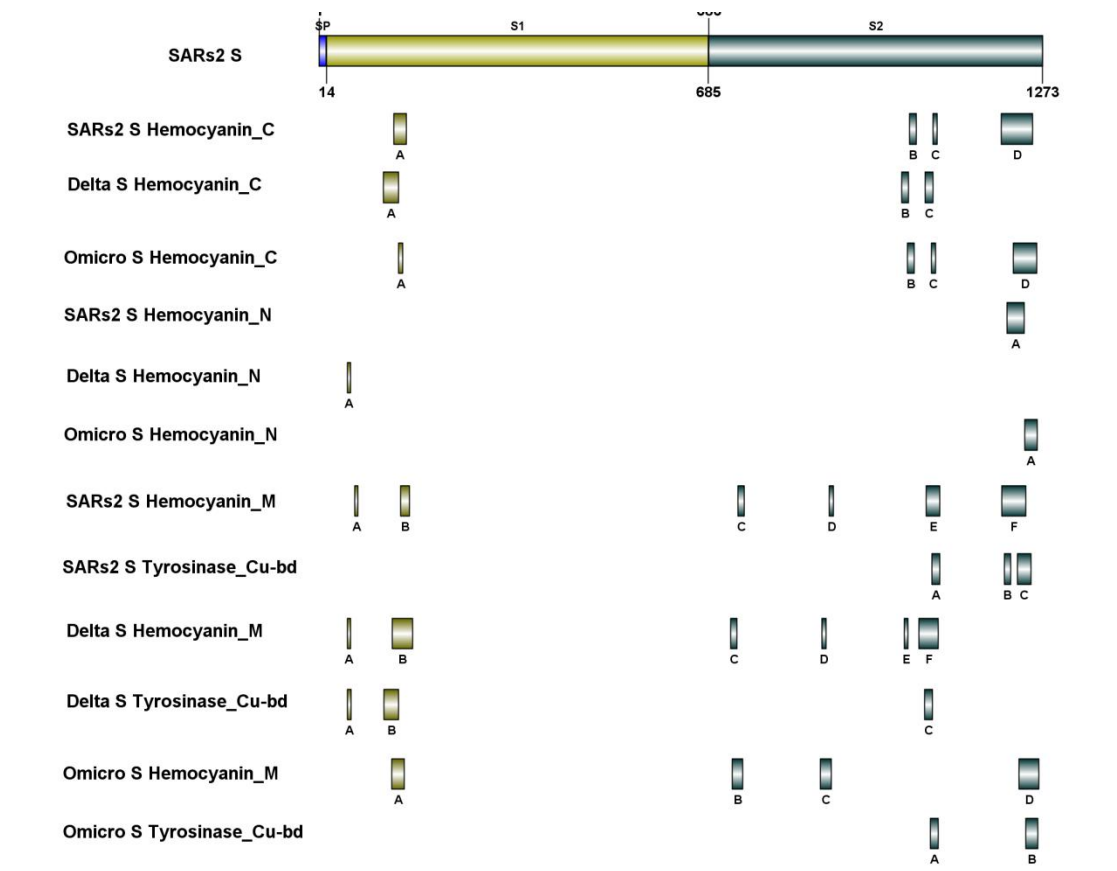 SP S1 S2
SARs2 S
14 685 1273
SARs2 S Hemocyanin_C
A B C D
Delta S Hemocyanin_C
A B C
Omicro S Hemocyanin_C
A B C D
SARs2 S Hemocyanin_N
A
Delta S Hemocyanin_N
A
Omicro S Hemocyanin_N
A
SARs2 S Hemocyanin_M
A B C D E F
SARs2 S Tyrosinase_Cu-bd
A B C
Delta S Hemocyanin_M
A B C D E F
Delta S Tyrosinase_Cu-bd
A B C
Omicro S Hemocyanin_M
A B C D
Omicro S Tyrosinase_Cu-bd
A B